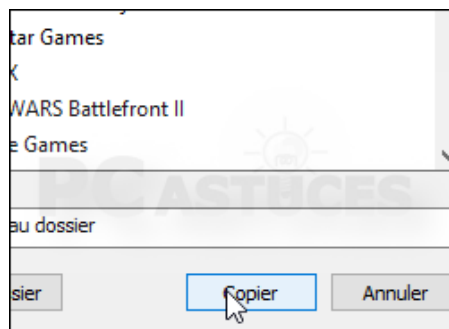 tar Games
X
WARS Battlefront II
e Games
PC ASTUCES
au dossier
sier
Copier
Annuler